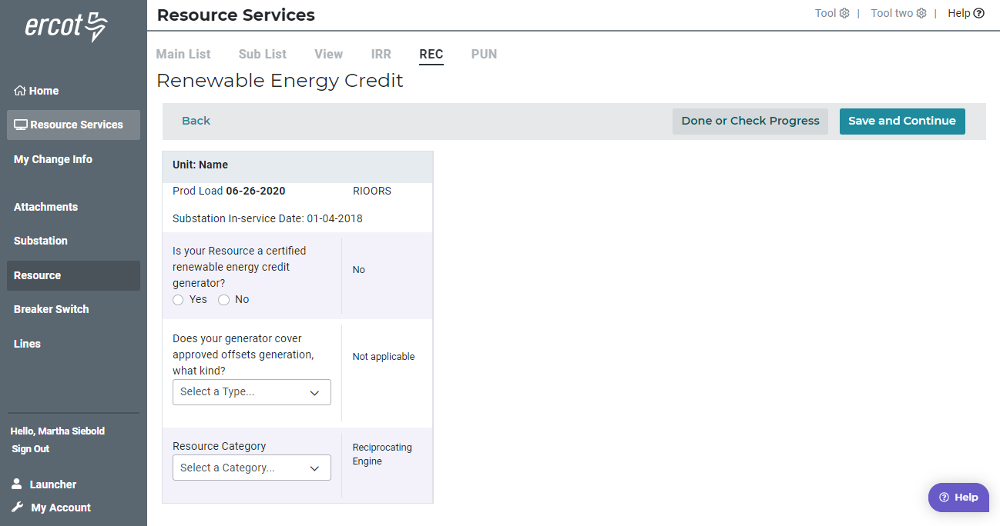 ercot
Resource Services
Tool | Tool two | Help
Main List Sub List View IRR REC PUN
Renewable Energy Credit
Home
Resource Services
My Change Info
Attachments
Substation
Resource
Breaker Switch
Lines
Hello, Martha Siebold
Sign Out
Launcher
My Account
Back Done or Check Progress Save and Continue
Unit: Name
Prod Load 06-26-2020 RIOORS
Substation In-service Date: 01-04-2018
Is your Resource a certified
renewable energy credit
generator?
Yes No
No
Does your generator cover
approved offsets generation,
what kind?
Select a Type...
Not applicable
Resource Category
Select a Category...
Reciprocating
Engine
Help